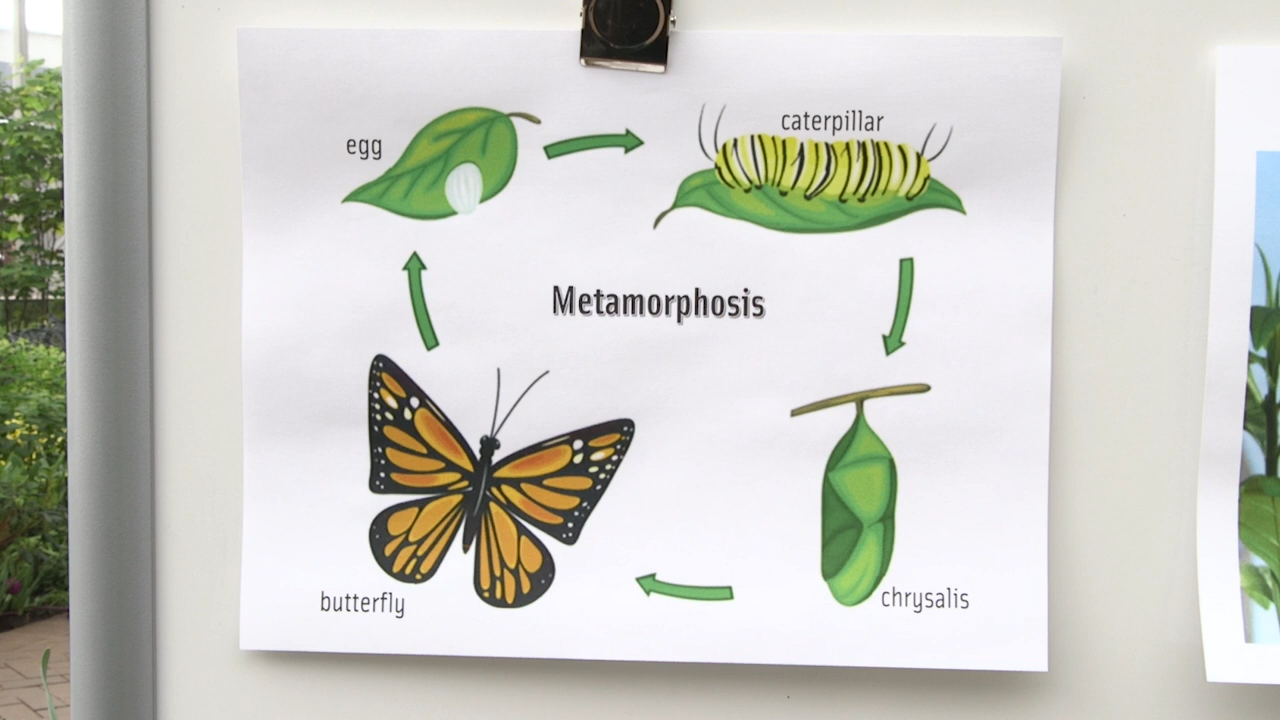 egg
caterpillar
Metamorphosis
butterfly
chrysalis